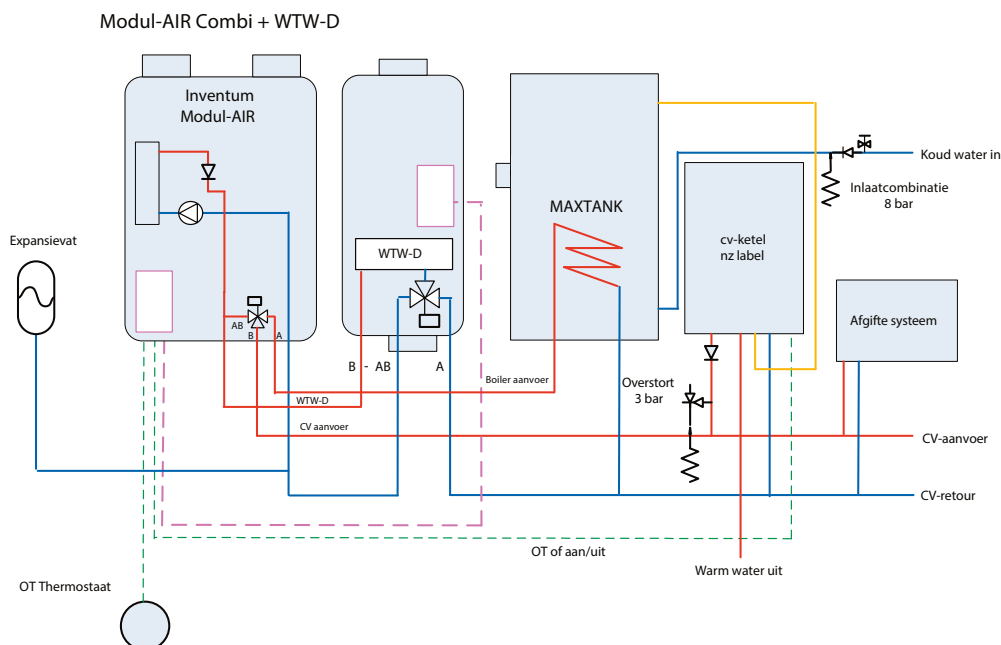 Modul-AIR Combi + WTW-D
Inventum
Modul-AIR
Koud water in
Inlaatcombinatie
8 bar
MAXTANK
cv-ketel
nz label
Expansievat
WTW-D
Afgifte systeem
AB
B
A
B - AB
A
Boiler aanvoer
Overstort
3 bar
WTW-D
CV aanvoer
CV-aanvoer
CV-retour
OT of aan/uit
Warm water uit
OT Thermostaat